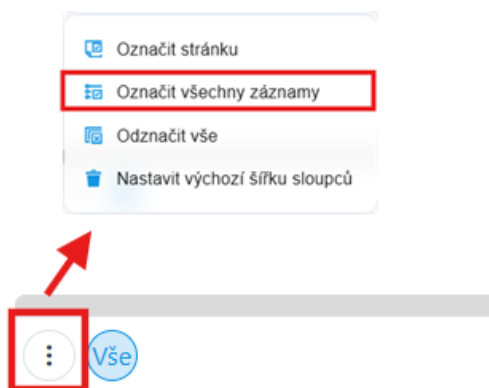 Označit stránku
Označit všechny záznamy
Odznačit vše
Nastavit výchozí šířku sloupců
Vše